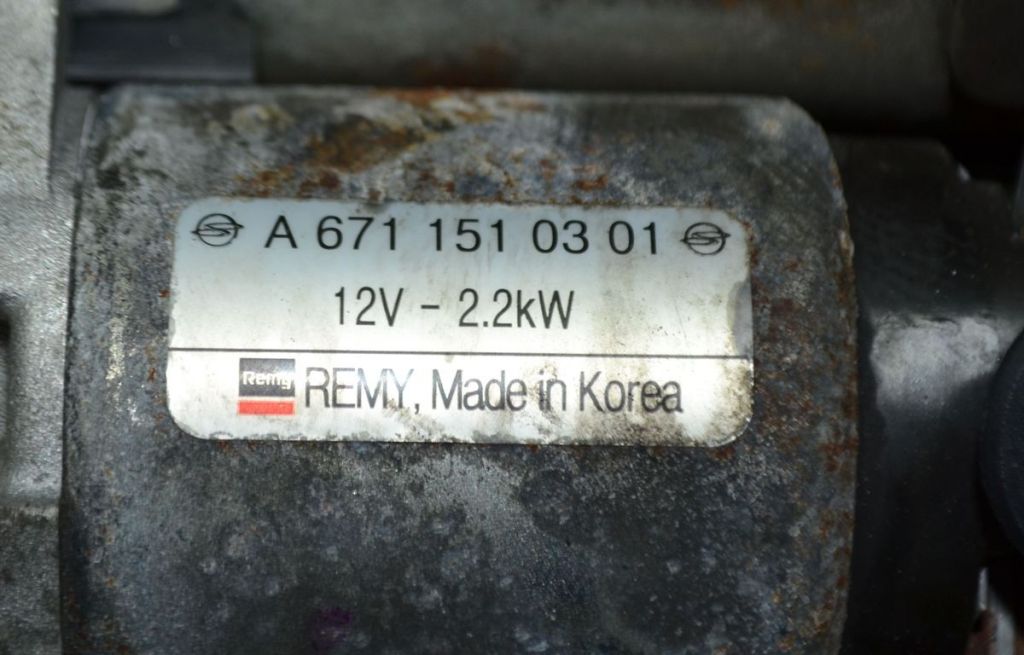 A 671 151 03 01
12V - 2.2kW
Remy REMY, Made in Korea